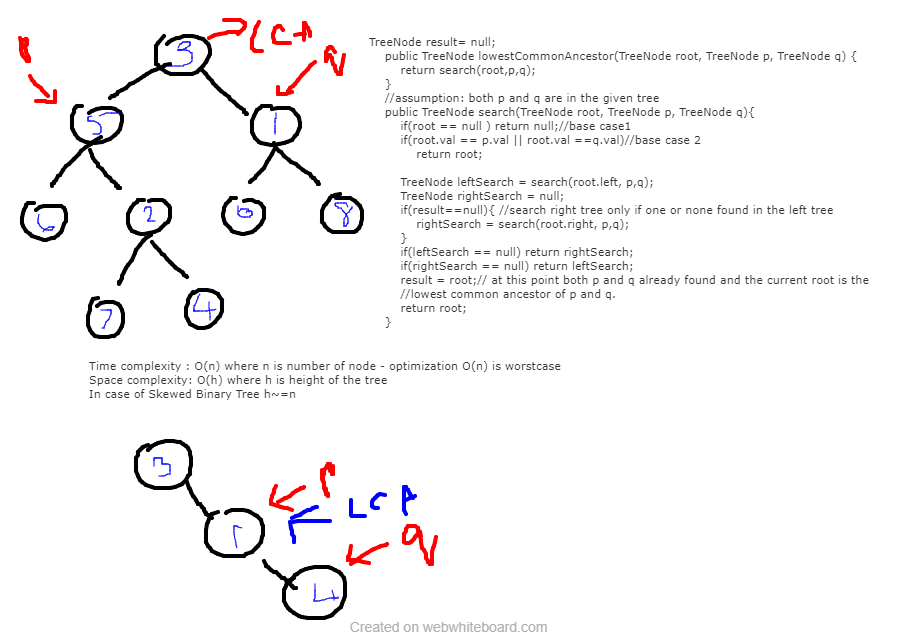 3
LCA
P
q
5
1
6
2
6
8
7
4
TreeNode result= null;
public TreeNode lowestCommonAncestor(TreeNode root, TreeNode p, TreeNode q) {
return search(root,p,q);
}
//assumption: both p and q are in the given tree
public TreeNode search(TreeNode root, TreeNode p, TreeNode q){
if(root == null ) return null;//base case1
if(root.val == p.val || root.val ==q.val)//base case 2
return root;
TreeNode leftSearch = search(root.left, p,q);
TreeNode rightSearch = null;
if(result==null){ //search right tree only if one or none found in the left tree
rightSearch = search(root.right, p,q);
}
if(leftSearch == null) return rightSearch;
if(rightSearch == null) return leftSearch;
result = root;// at this point both p and q already found and the current root is the
//lowest common ancestor of p and q.
return root;
}
Time complexity : O(n) where n is number of node - optimization O(n) is worstcase
Space complexity: O(h) where h is height of the tree
In case of Skewed Binary Tree h~=n
3
P
LCA
1
q
4
Created on webwhiteboard.com